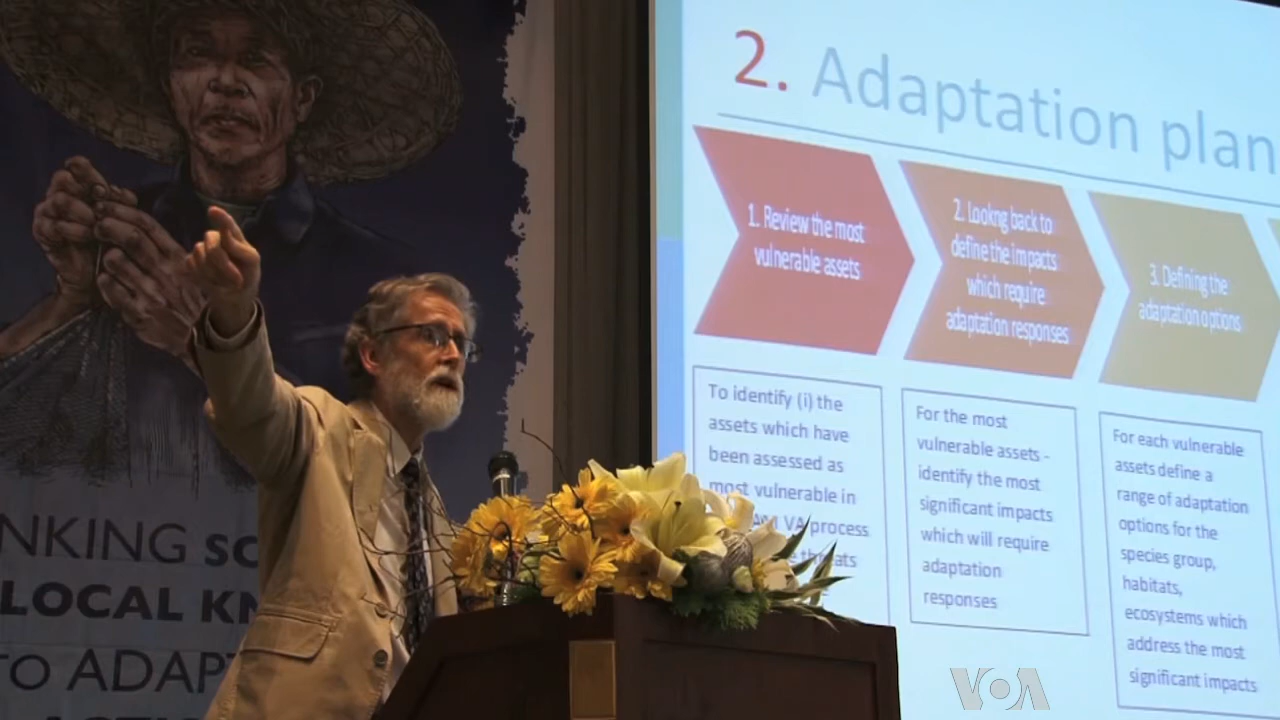 2. Adaptation plan
1. Review the most
vulnerable assets
2. Lookng back to
define the impacts
which require
adaptation responses
3. Defining the
adaptation options
To identify (i) the
assets which have
been assessed as
most vulnerable in
VA process
For the most
vulnerable assets -
identify the most
significant impacts
which will require
adaptation
responses
For each vulnerable
assets define a
range of adaptation
options for the
species group,
habitats,
ecosystems which
address the most
significant impacts
NKING SC
LOCAL KN
TO ADAPT
VOA